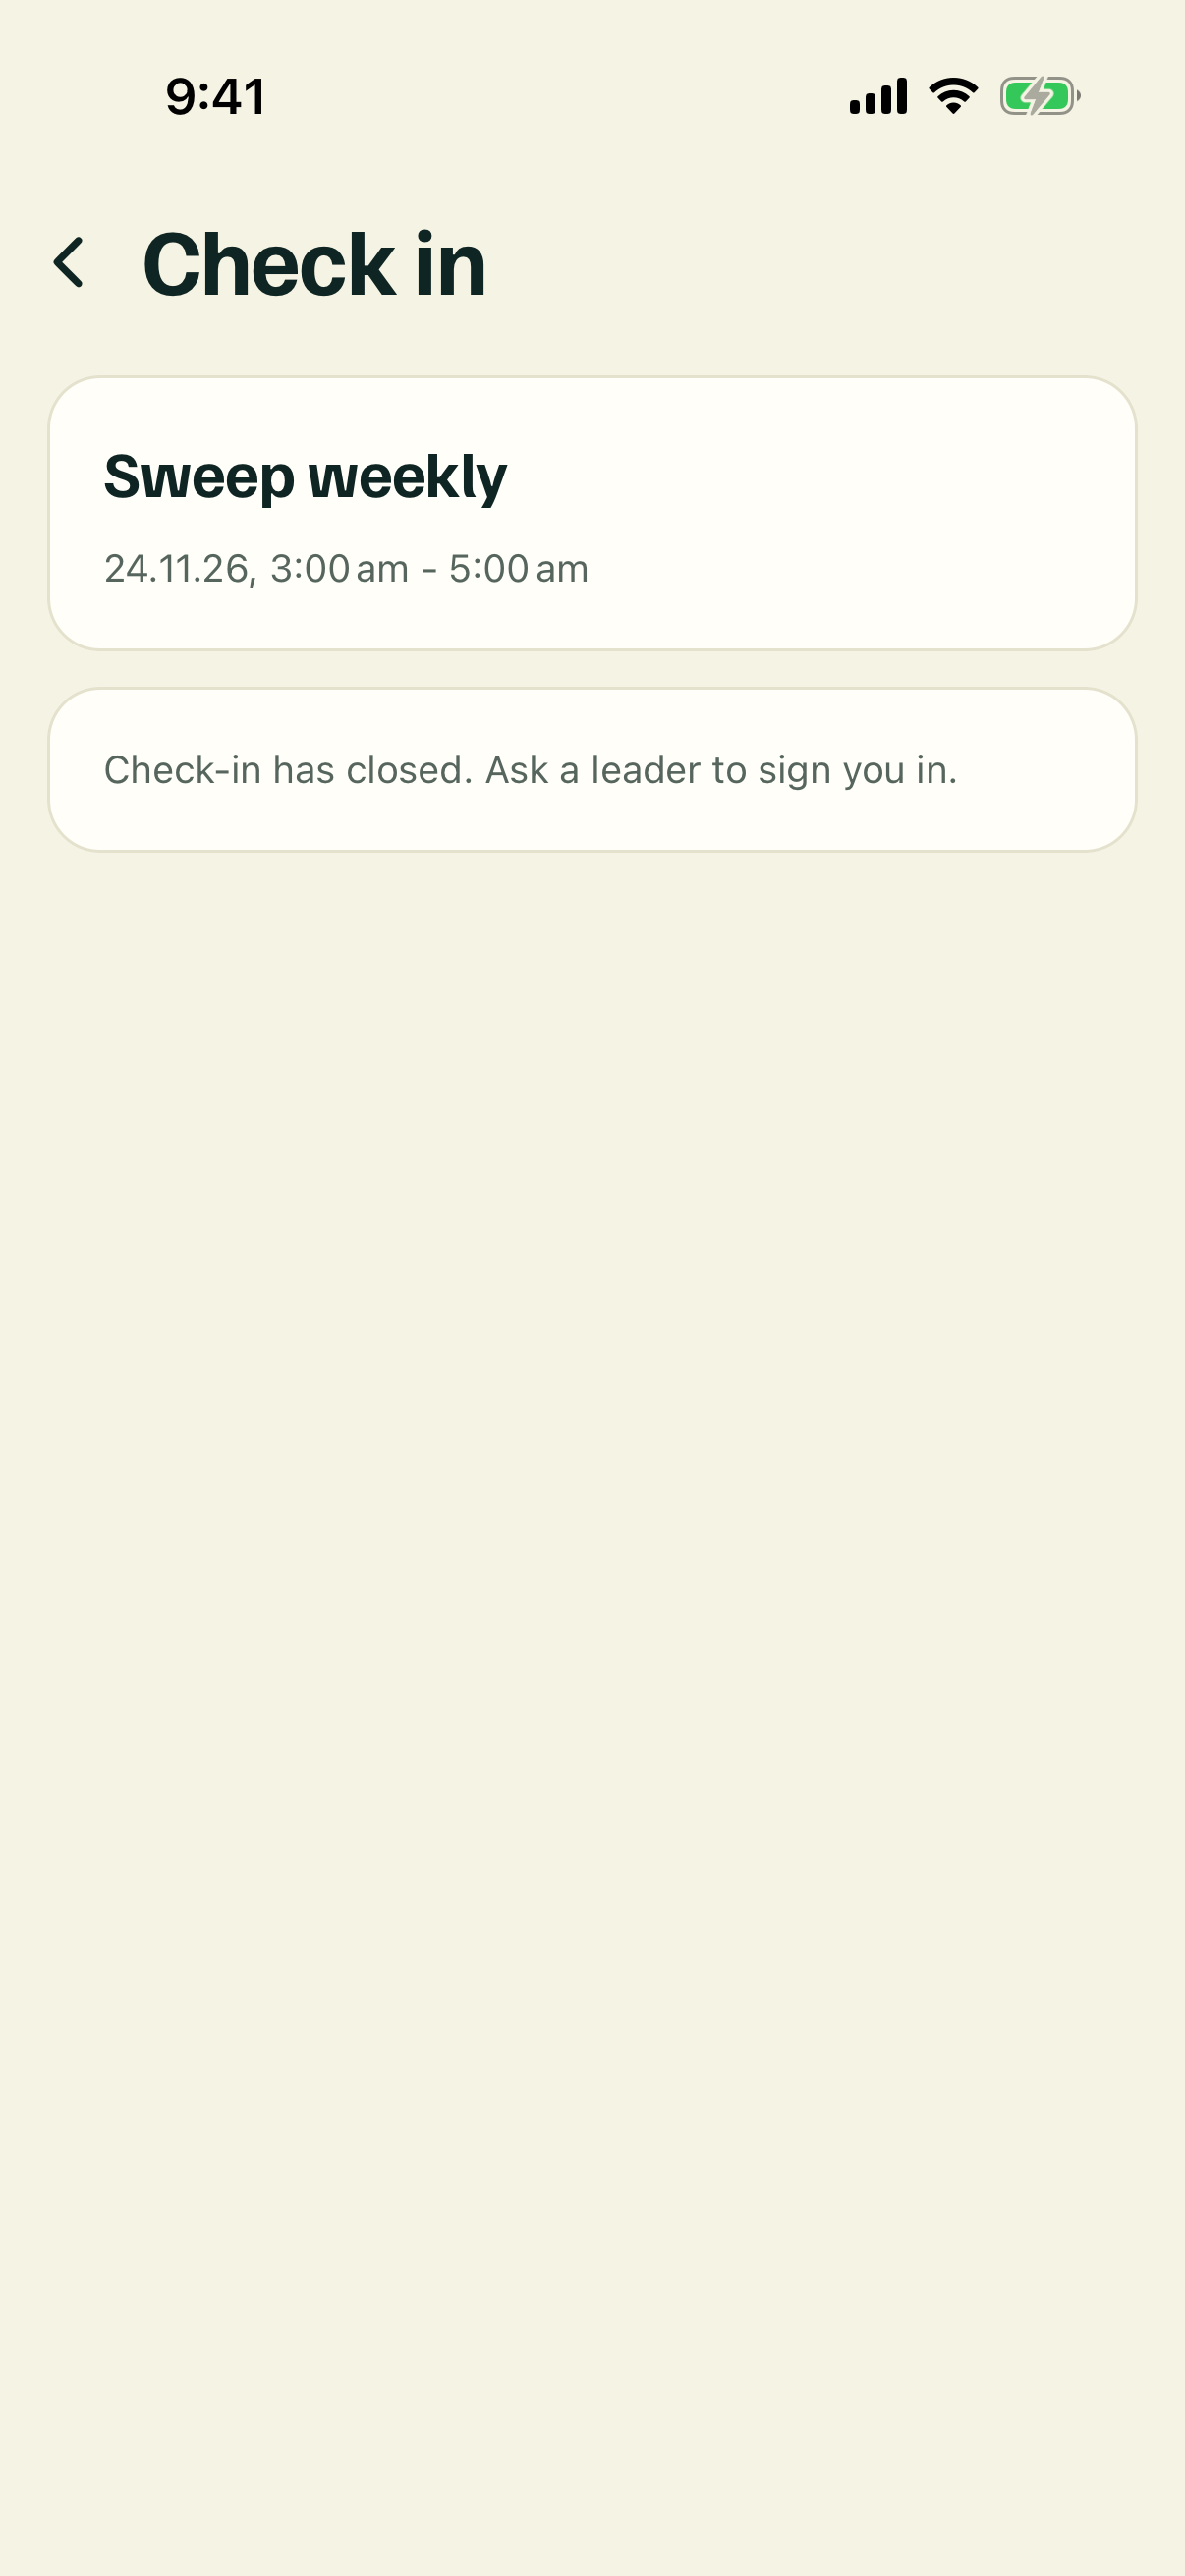 9:41
Check in
Sweep weekly
24.11.26, 3:00 am - 5:00 am
Check-in has closed. Ask a leader to sign you in.